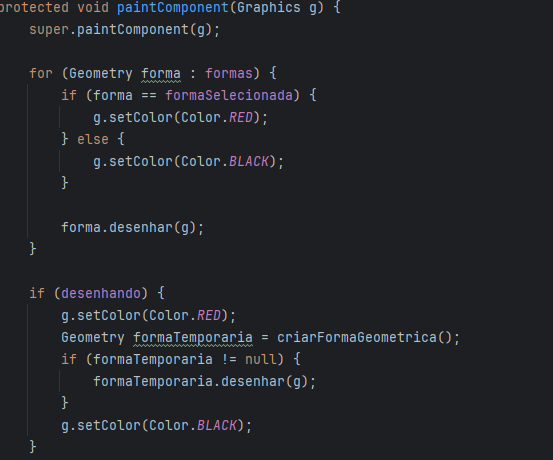 protected void paintComponent(Graphics g) {
super.paintComponent(g);
for (Geometry forma : formas) {
if (forma == formaSelecionada) {
g.setColor(Color.RED);
} else {
g.setColor(Color.BLACK);
}
forma.desenhar(g);
}
if (desenhando) {
g.setColor(Color.RED);
Geometry formaTemporaria = criarFormaGeometrica();
if (formaTemporaria != null) {
formaTemporaria.desenhar(g);
}
g.setColor(Color.BLACK);
}